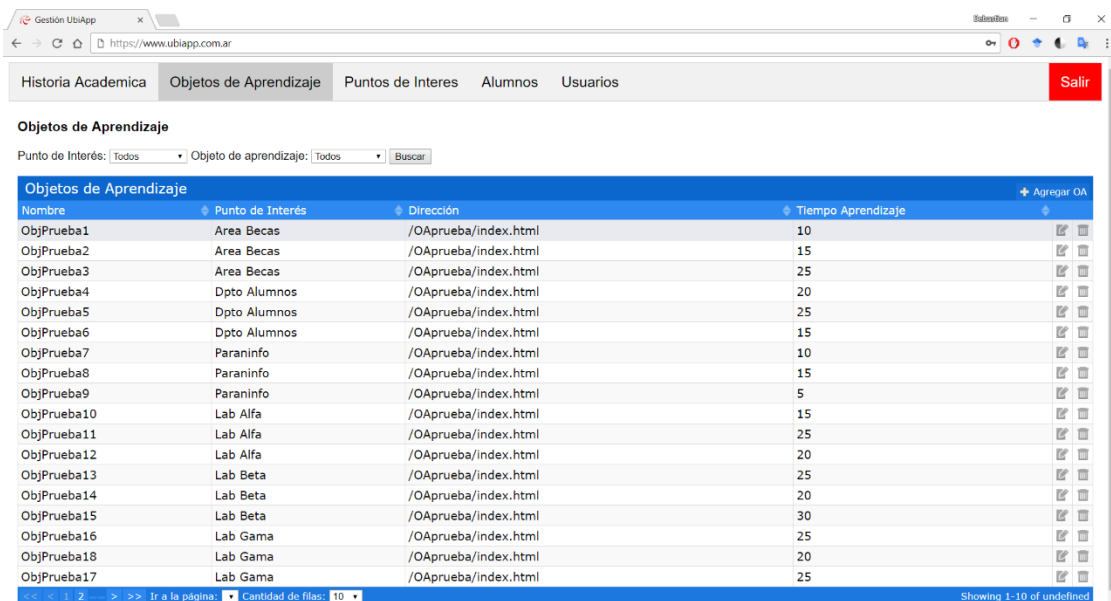 Gestión UbiApp
Sebastian
https://www.ubiapp.com.ar
Historia Academica Objetos de Aprendizaje Puntos de Interes Alumnos Usuarios Salir
Objetos de Aprendizaje
Punto de Interés: Todos Objeto de aprendizaje: Todos Buscar
Objetos de Aprendizaje + Agregar OA
Nombre Punto de Interés Dirección Tiempo Aprendizaje
ObjPrueba1 Area Becas /OAprueba/index.html 10
ObjPrueba2 Area Becas /OAprueba/index.html 15
ObjPrueba3 Area Becas /OAprueba/index.html 25
ObjPrueba4 Dpto Alumnos /OAprueba/index.html 20
ObjPrueba5 Dpto Alumnos /OAprueba/index.html 25
ObjPrueba6 Dpto Alumnos /OAprueba/index.html 15
ObjPrueba7 Paraninfo /OAprueba/index.html 10
ObjPrueba8 Paraninfo /OAprueba/index.html 15
ObjPrueba9 Paraninfo /OAprueba/index.html 5
ObjPrueba10 Lab Alfa /OAprueba/index.html 15
ObjPrueba11 Lab Alfa /OAprueba/index.html 25
ObjPrueba12 Lab Alfa /OAprueba/index.html 20
ObjPrueba13 Lab Beta /OAprueba/index.html 25
ObjPrueba14 Lab Beta /OAprueba/index.html 20
ObjPrueba15 Lab Beta /OAprueba/index.html 30
ObjPrueba16 Lab Gama /OAprueba/index.html 25
ObjPrueba18 Lab Gama /OAprueba/index.html 20
ObjPrueba17 Lab Gama /OAprueba/index.html 25
<< < 1 2 > >> Ir a la página: Cantidad de filas: 10 Showing 1-10 of undefined